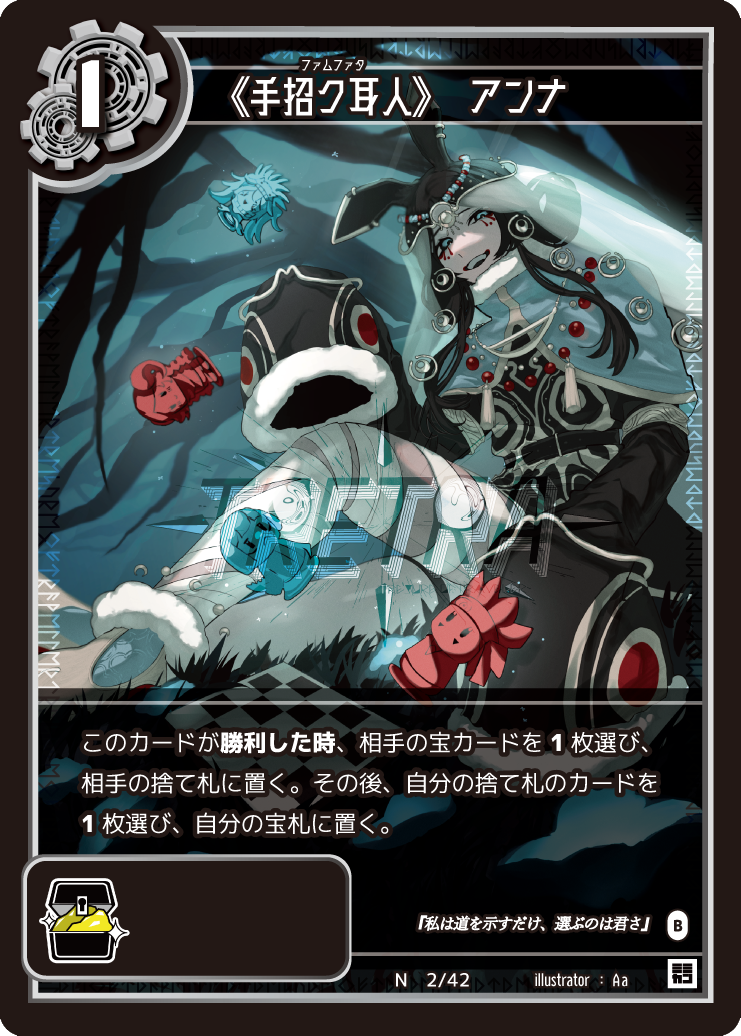 1
ファムファタ
《手招ク耳人》 アンナ
TRETRA
このカードが勝利した時、相手の宝カードを1枚選び、
相手の捨て札に置く。その後、自分の捨て札のカードを
1枚選び、自分の宝札に置く。
『私は道を示すだけ、選ぶのは君さ』 B
N 2/42 illustrator : Aa